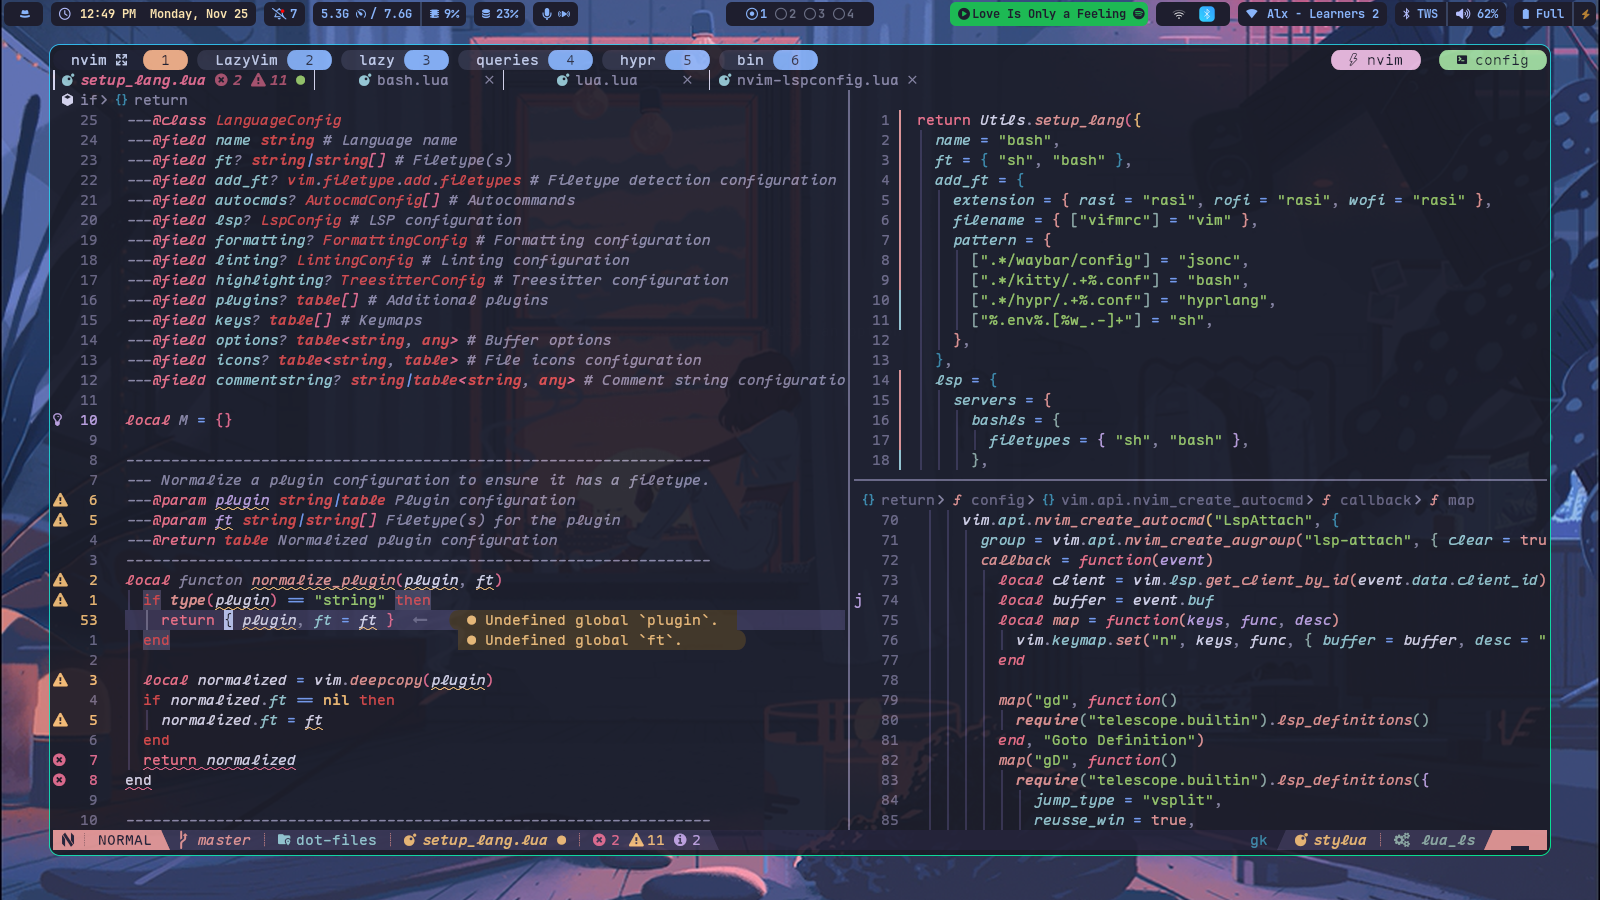 12:49 PM Monday, Nov 25
7
5.3G / 7.6G
9%
23%
1 2 3 4
Love Is Only a Feeling
Alx - Learners 2
TWS
62%
Full
nvim 1 LazyVim 2 lazy 3 queries 4 hypr 5 bin 6
nvim config
setup_lang.lua 2 11 bash.lua × lua.lua × nvim-lspconfig.lua ×
if> {} return
25 ---@class LanguageConfig
24 ---@field name string # Language name
23 ---@field ft? string|string[] # Filetype(s)
22 ---@field add_ft? vim.filetype.add.filetypes # Filetype detection configuration
21 ---@field autocmds? AutocmdConfig[] # Autocommands
20 ---@field lsp? LspConfig # LSP configuration
19 ---@field formatting? FormattingConfig # Formatting configuration
18 ---@field linting? LintingConfig # Linting configuration
17 ---@field highlighting? TreesitterConfig # Treesitter configuration
16 ---@field plugins? table[] # Additional plugins
15 ---@field keys? table[] # Keymaps
14 ---@field options? table<string, any> # Buffer options
13 ---@field icons? table<string, table> # File icons configuration
12 ---@field commentstring? string|table<string, any> # Comment string configuratio
11
10 local M = {}
9
8 -----------------------------------------------------------------
7 --- Normalize a plugin configuration to ensure it has a filetype.
6 ---@param plugin string|table Plugin configuration
5 ---@param ft string|string[] Filetype(s) for the plugin
4 ---@return table Normalized plugin configuration
3 -----------------------------------------------------------------
2 local functon normalize_plugin(plugin, ft)
1 if type(plugin) == "string" then
53 return { plugin, ft = ft } Undefined global `plugin`.
1 end Undefined global `ft`.
2
3 local normalized = vim.deepcopy(plugin)
4 if normalized.ft == nil then
5 normalized.ft = ft
6 end
7 return normalized
8 end
9
10 -----------------------------------------------------------------
1 return Utils.setup_lang({
2 name = "bash",
3 ft = { "sh", "bash" },
4 add_ft = {
5 extension = { rasi = "rasi", rofi = "rasi", wofi = "rasi" },
6 filename = { ["vifmrc"] = "vim" },
7 pattern = {
8 [".*/waybar/config"] = "jsonc",
9 [".*/kitty/.+%.conf"] = "bash",
10 [".*/hypr/.+%.conf"] = "hyprlang",
11 ["%.env%.[%w_.-]+"] = "sh",
12 },
13 },
14 lsp = {
15 servers = {
16 bashls = {
17 filetypes = { "sh", "bash" },
18 },
{} return> ƒ config> {} vim.api.nvim_create_autocmd> ƒ callback> ƒ map
70 vim.api.nvim_create_autocmd("LspAttach", {
71 group = vim.api.nvim_create_augroup("lsp-attach", { clear = tru
72 callback = function(event)
73 local client = vim.lsp.get_client_by_id(event.data.client_id)
j 74 local buffer = event.buf
75 local map = function(keys, func, desc)
76 vim.keymap.set("n", keys, func, { buffer = buffer, desc = "
77 end
78
79 map("gd", function()
80 require("telescope.builtin").lsp_definitions()
81 end, "Goto Definition")
82 map("gD", function()
83 require("telescope.builtin").lsp_definitions({
84 jump_type = "vsplit",
85 reusse_win = true,
NORMAL master dot-files setup_lang.lua 2 11 2 gk stylua lua_ls